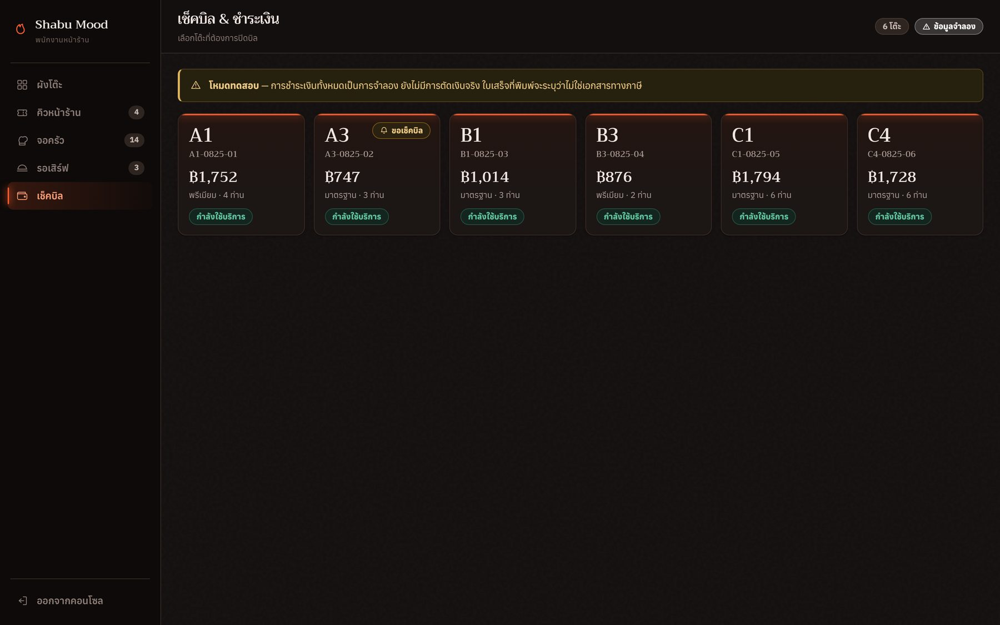 Shabu Mood
พนักงานหน้าร้าน
ผังโต๊ะ
คิวหน้าร้าน 4
จอครัว 14
รอเสิร์ฟ 3
เช็คบิล
ออกจากคอนโซล
เช็คบิล & ชำระเงิน
เลือกโต๊ะที่ต้องการปิดบิล
6 โต๊ะ
ข้อมูลจำลอง
โหมดทดสอบ — การชำระเงินทั้งหมดเป็นการจำลอง ยังไม่มีการตัดเงินจริง ใบเสร็จที่พิมพ์จะระบุว่าไม่ใช่เอกสารทางภาษี
A1
A1-0825-01
฿1,752
พรีเมียม · 4 ท่าน
กำลังใช้บริการ
A3
ขอเช็คบิล
A3-0825-02
฿747
มาตรฐาน · 3 ท่าน
กำลังใช้บริการ
B1
B1-0825-03
฿1,014
มาตรฐาน · 3 ท่าน
กำลังใช้บริการ
B3
B3-0825-04
฿876
พรีเมียม · 2 ท่าน
กำลังใช้บริการ
C1
C1-0825-05
฿1,794
มาตรฐาน · 6 ท่าน
กำลังใช้บริการ
C4
C4-0825-06
฿1,728
มาตรฐาน · 6 ท่าน
กำลังใช้บริการ